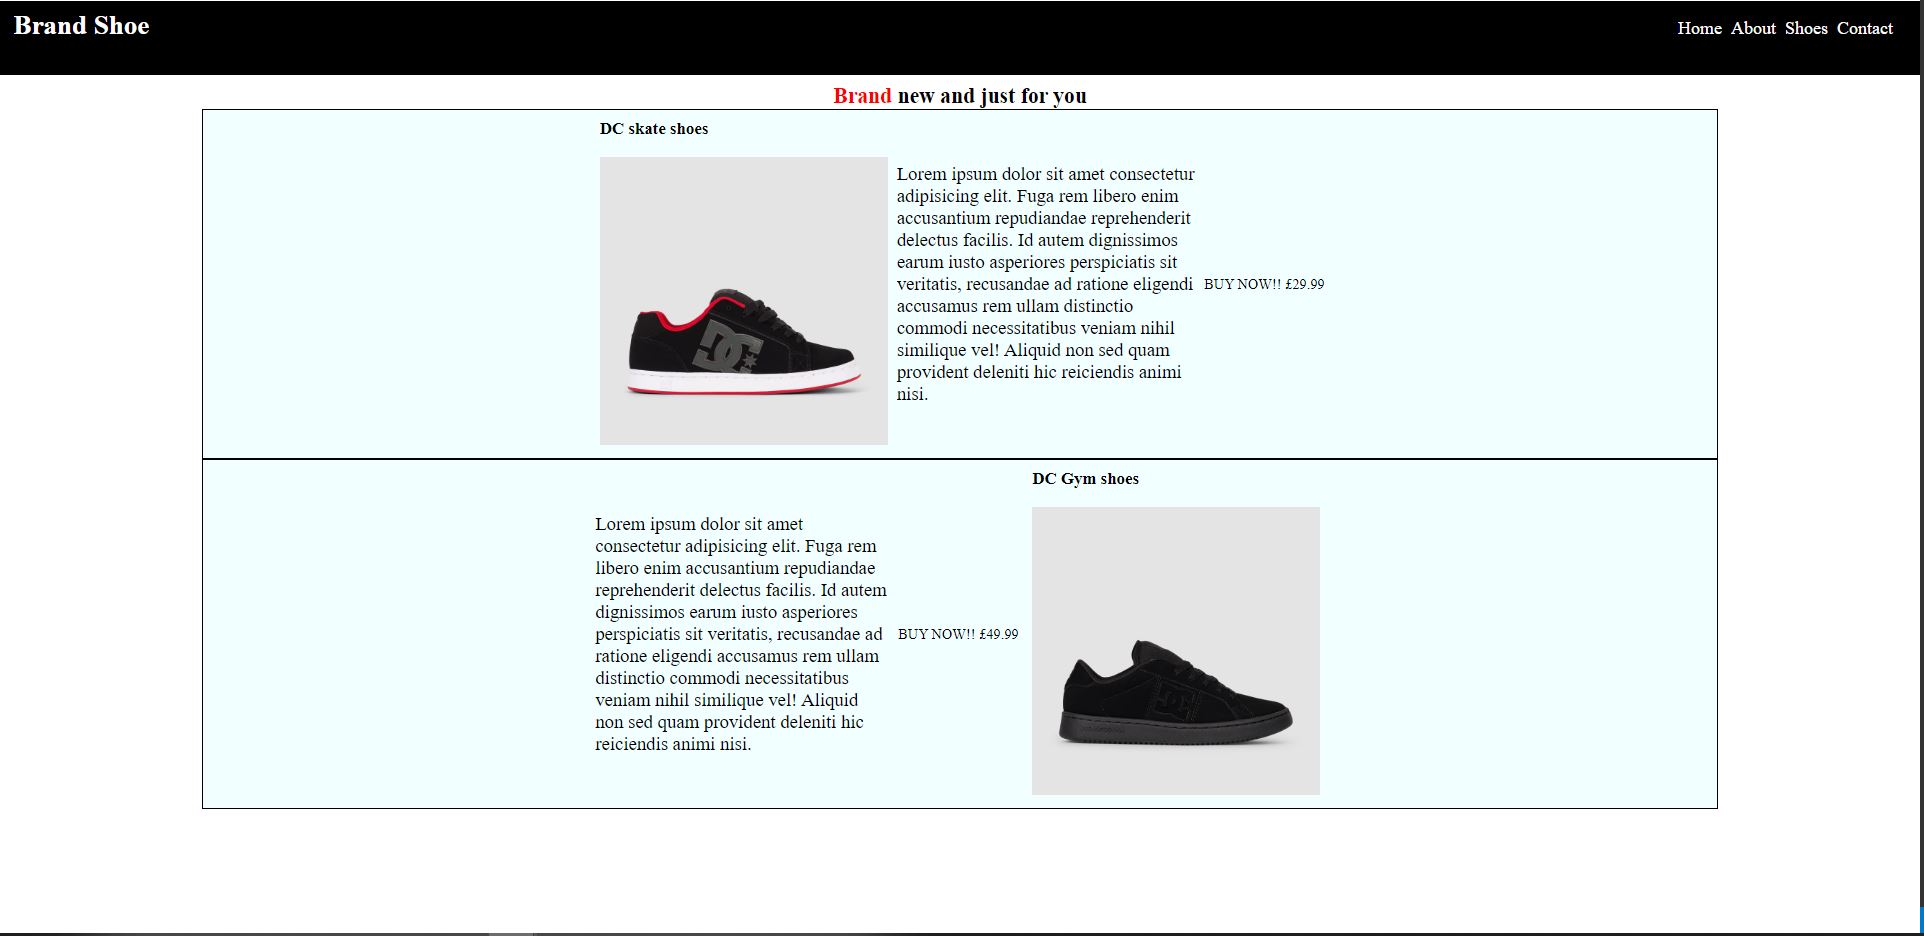 Brand Shoe
Home About Shoes Contact
Brand new and just for you
DC skate shoes
DC
Lorem ipsum dolor sit amet consectetur
adipisicing elit. Fuga rem libero enim
accusantium repudiandae reprehenderit
delectus facilis. Id autem dignissimos
earum iusto asperiores perspiciatis sit
veritatis, recusandae ad ratione eligendi
accusamus rem ullam distinctio
commodi necessitatibus veniam nihil
similique vel! Aliquid non sed quam
provident deleniti hic reiciendis animi
nisi.
BUY NOW!! £29.99
Lorem ipsum dolor sit amet
consectetur adipisicing elit. Fuga rem
libero enim accusantium repudiandae
reprehenderit delectus facilis. Id autem
dignissimos earum iusto asperiores
perspiciatis sit veritatis, recusandae ad
ratione eligendi accusamus rem ullam
distinctio commodi necessitatibus
veniam nihil similique vel! Aliquid
non sed quam provident deleniti hic
reiciendis animi nisi.
BUY NOW!! £49.99
DC Gym shoes
DC